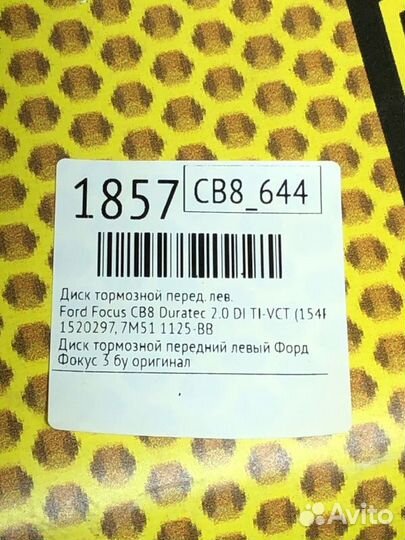 1857
CB8_644
Диск тормозной перед. лев.
Ford Focus CB8 Duratec 2.0 DI TI-VCT (154
1520297, 7M51 1125-BB
Диск тормозной передний левый Форд
Фокус 3 бу оригинал
Avito